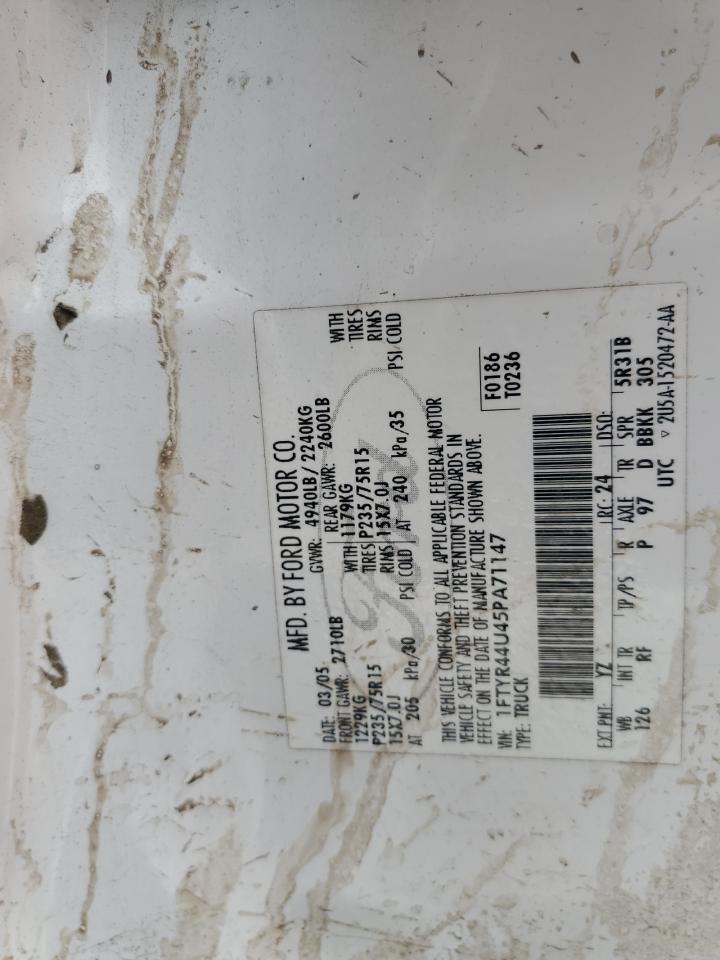 MFD. BY FORD MOTOR CO.
DATE: 03/05 GVWR: 4940LB/ 2240KG
FRONT GAWR: 2710LB REAR GAWR: 2600LB
1229KG WITH 1179KG WITH
P235/75R15 TIRES P235/75R15 TIRES
15X7.0J RIMS 15X7.0J RIMS
AT 205 kPa/30 PSI COLD AT 240 kPa/35 PSI COLD
Ford
THIS VEHICLE CONFORMS TO ALL APPLICABLE FEDERAL MOTOR
VEHICLE SAFETY AND THEFT PREVENTION STANDARDS IN
EFFECT ON THE DATE OF MANUFACTURE SHOWN ABOVE.
VIN: 1FTYR44U45PA71147
TYPE: TRUCK
F0186
T0236
EXT PNT: YZ RC: 24 DSO:
WB INT TR TP/PS R AXLE TR SPR 5R31B
126 RF P 97 D BBKK 305
UTC ▽ 2U5A-1520472-AA